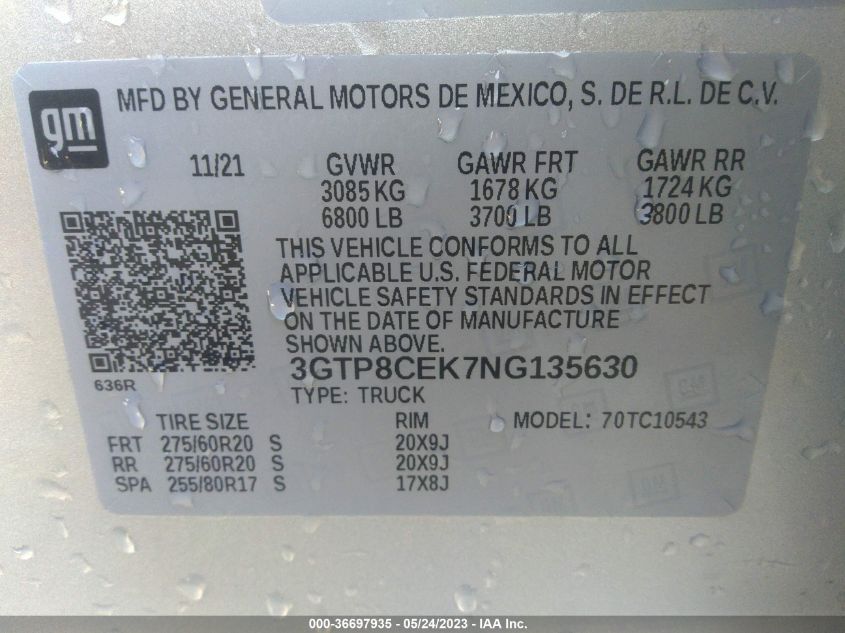 gm
MFD BY GENERAL MOTORS DE MEXICO, S. DE R.L. DE C.V.
11/21 GVWR GAWR FRT GAWR RR
3085 KG 1678 KG 1724 KG
6800 LB 3700 LB 3800 LB
THIS VEHICLE CONFORMS TO ALL
APPLICABLE U.S. FEDERAL MOTOR
VEHICLE SAFETY STANDARDS IN EFFECT
ON THE DATE OF MANUFACTURE
SHOWN ABOVE.
3GTP8CEK7NG135630
636R
TYPE: TRUCK
TIRE SIZE RIM MODEL: 70TC10543
FRT 275/60R20 S 20X9J
RR 275/60R20 S 20X9J
SPA 255/80R17 S 17X8J
000-36697935 - 05/24/2023 - IAA Inc.